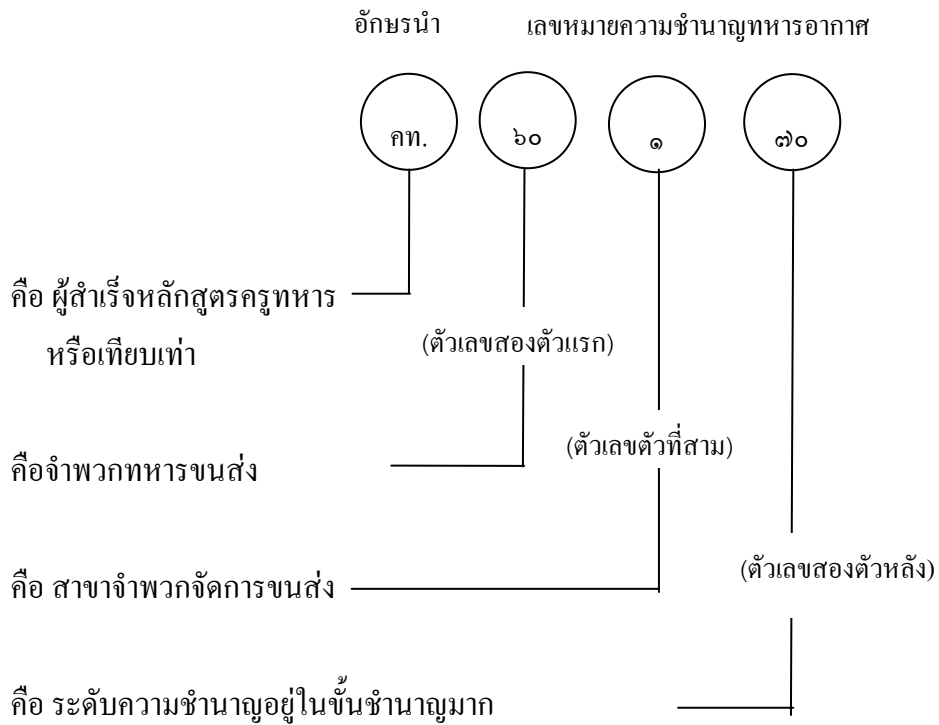 อักษรนำ เลขหมายความชำนาญทหารอากาศ
คท. ๖๐ ๑ ๗๐
คือ ผู้สำเร็จหลักสูตรครูทหาร
หรือเทียบเท่า
(ตัวเลขสองตัวแรก)
(ตัวเลขตัวที่สาม)
คือจำพวกทหารขนส่ง
(ตัวเลขสองตัวหลัง)
คือ สาขาจำพวกจัดการขนส่ง
คือ ระดับความชำนาญอยู่ในขั้นชำนาญมาก